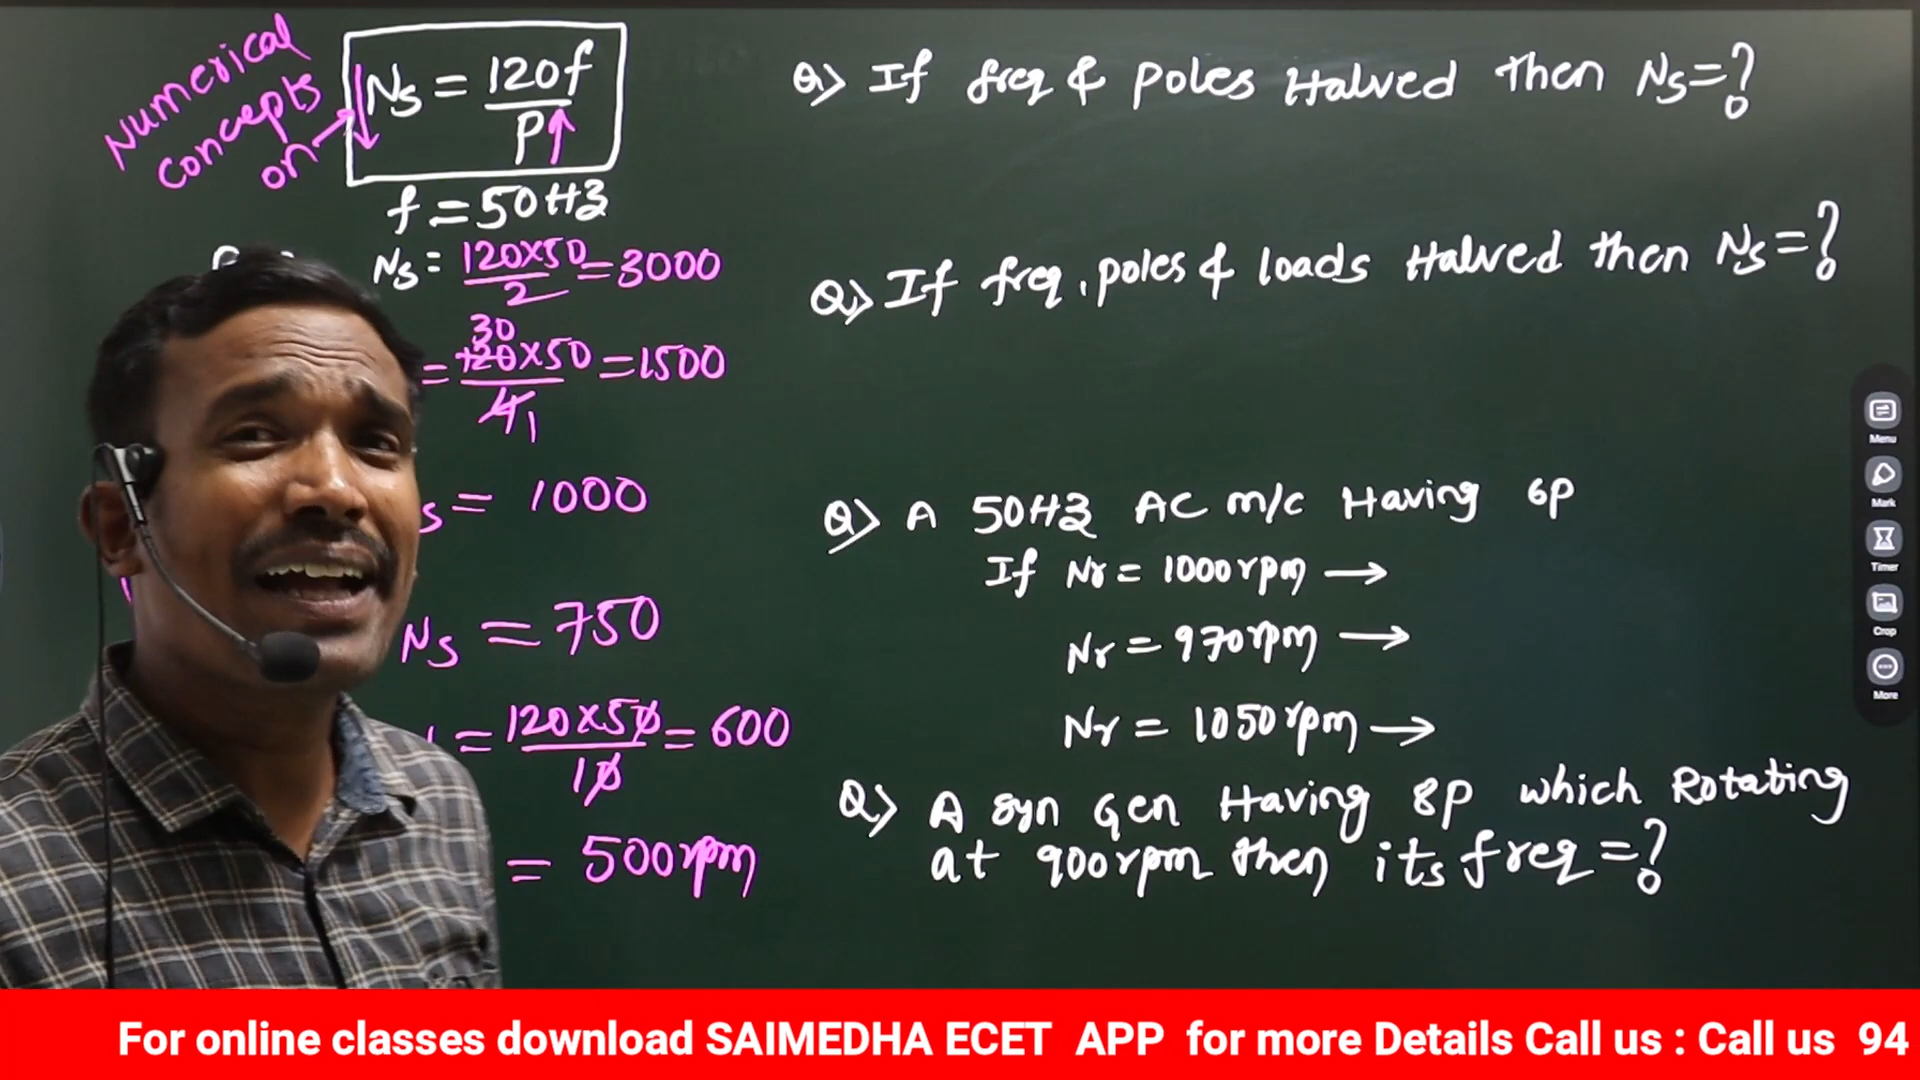 Numerical
concepts
on
Ns = 120f
P
f = 50Hz
Ns = 120×50 = 3000
2
30
= 120×50 = 1500
4 1
s = 1000
Ns = 750
= 120×50 = 600
10
= 500rpm
Q) If freq & poles Halved Then Ns=?
Q) If freq, poles & loads Halved then Ns=?
Q) A 50Hz AC m/c Having 6p
If Nr = 1000rpm →
Nr = 970rpm →
Nr = 1050rpm →
Q) A syn Gen Having 8p which Rotating
at 900rpm then its freq=?
Menu
Mark
Timer
Crop
More
For online classes download SAIMEDHA ECET APP for more Details Call us : Call us 94